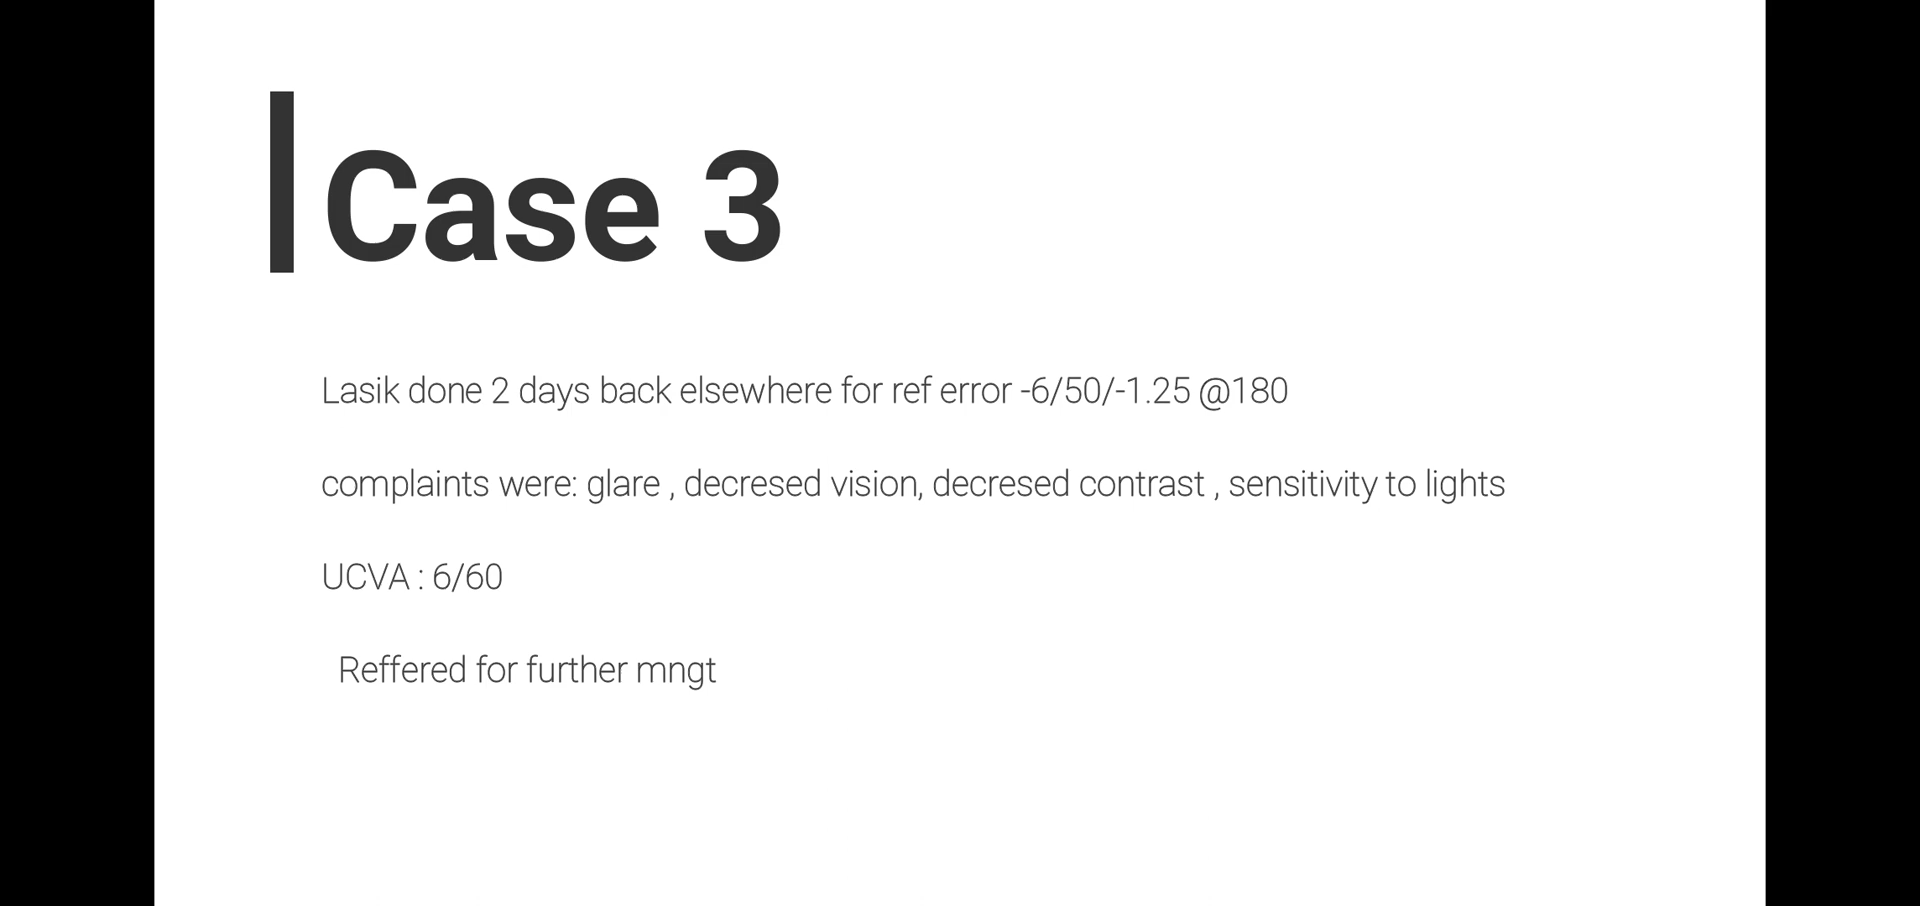 Case 3
Lasik done 2 days back elsewhere for ref error -6/50/-1.25 @180
complaints were: glare , decresed vision, decresed contrast , sensitivity to lights
UCVA : 6/60
Reffered for further mngt